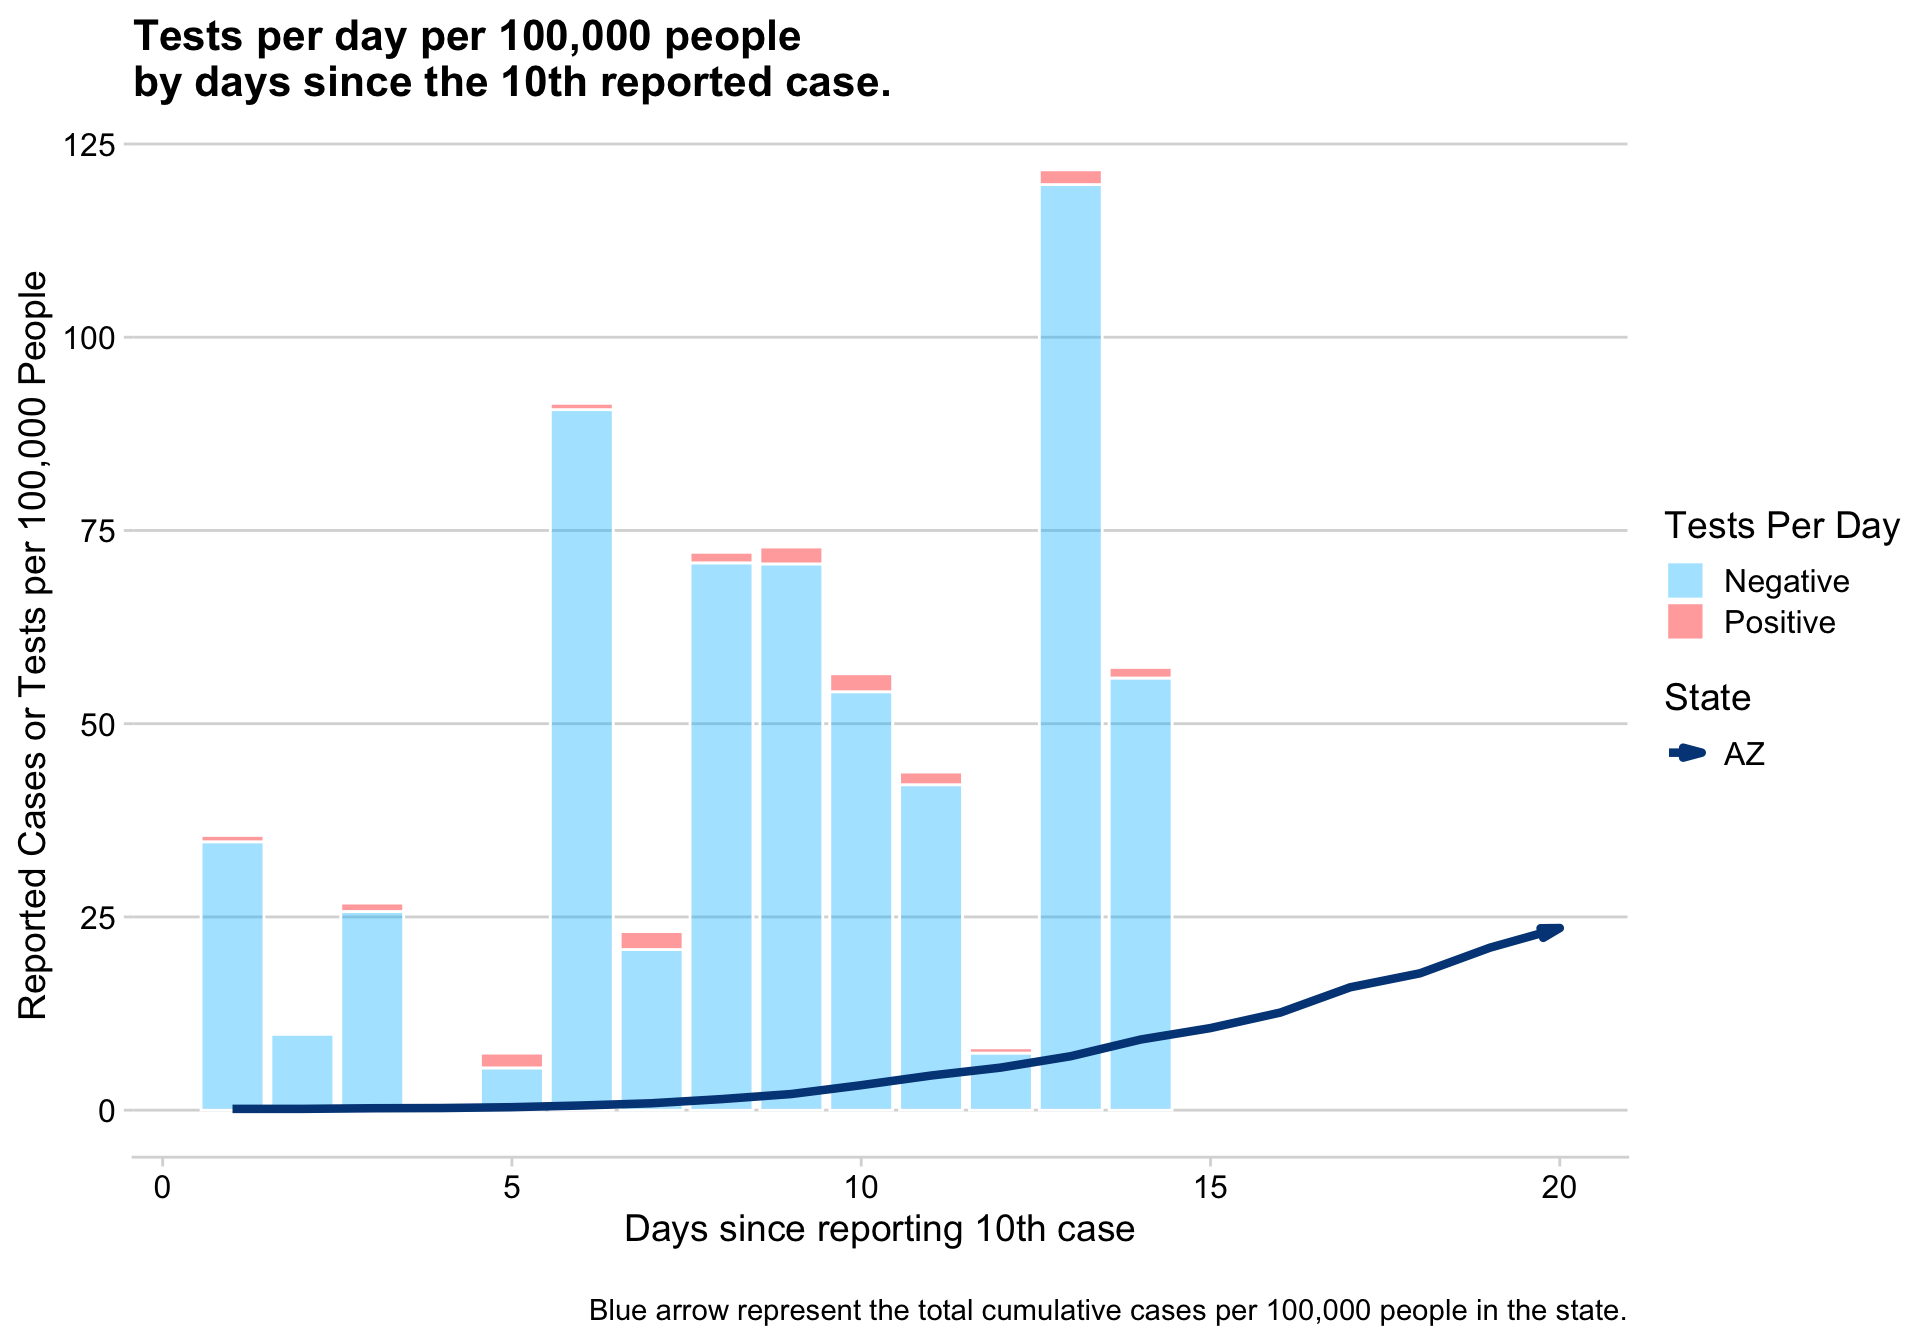 Tests per day per 100,000 people
by days since the 10th reported case.
Reported Cases or Tests per 100,000 People
125
100
75
50
25
0
0
5
10
15
20
Days since reporting 10th case
Tests Per Day
Negative
Positive
State
AZ
Blue arrow represent the total cumulative cases per 100,000 people in the state.